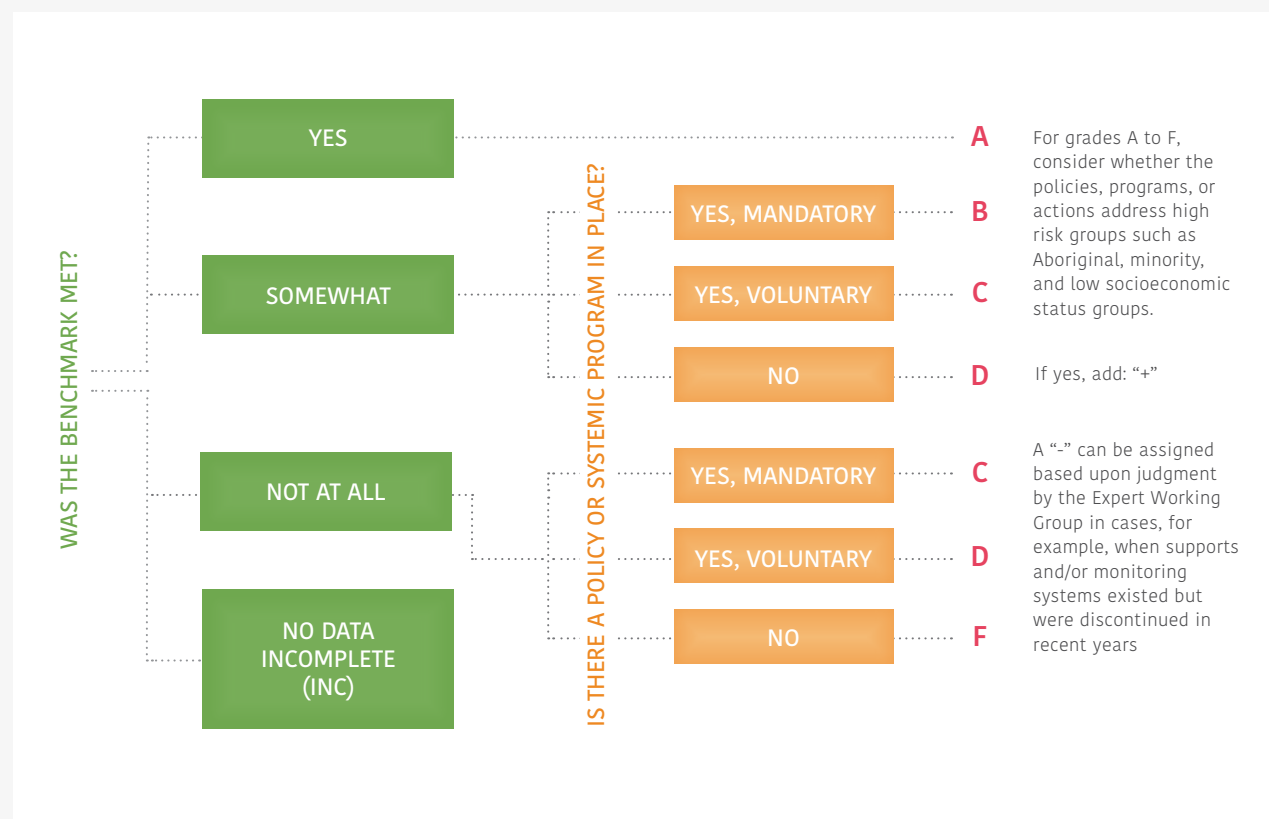 WAS THE BENCHMARK MET?
YES
SOMEWHAT
NOT AT ALL
NO DATA
INCOMPLETE
(INC)
IS THERE A POLICY OR SYSTEMIC PROGRAM IN PLACE?
YES, MANDATORY
YES, VOLUNTARY
NO
YES, MANDATORY
YES, VOLUNTARY
NO
A
B
C
D
C
D
F
For grades A to F,
consider whether the
policies, programs, or
actions address high
risk groups such as
Aboriginal, minority,
and low socioeconomic
status groups.
If yes, add: “+”
A “-” can be assigned
based upon judgment
by the Expert Working
Group in cases, for
example, when supports
and/or monitoring
systems existed but
were discontinued in
recent years